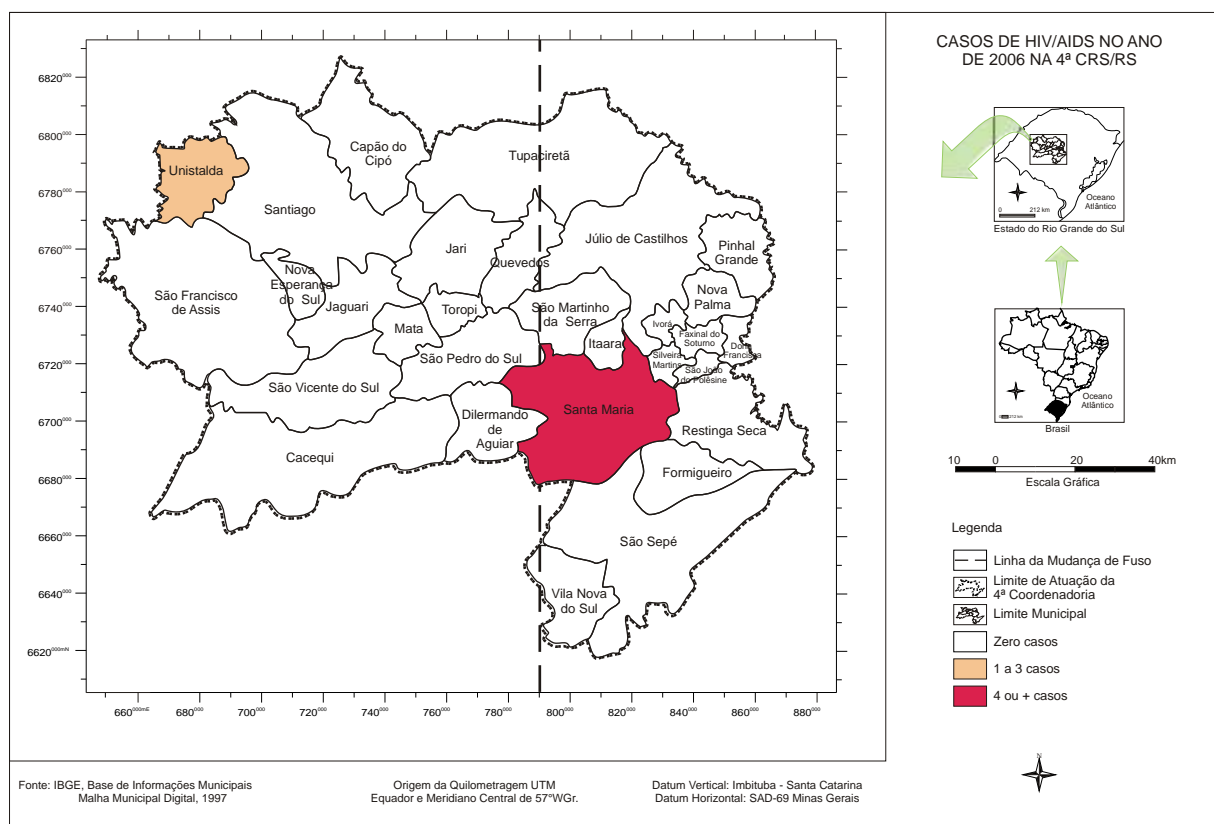 CASOS DE HIV/AIDS NO ANO
DE 2006 NA 4ª CRS/RS
6820000
6800000
6780000
6760000
6740000
6720000
6700000
6680000
6660000
6640000
6620000mN
660000mE
680000
700000
720000
740000
760000
780000
800000
820000
840000
860000
880000
Capão do
Cipó
Tupaciretã
Unistalda
Santiago
Júlio de Castilhos
Pinhal
Grande
Jari
Quevedos
Nova
Esperança
do Sul
São Francisco
de Assis
Jaguari
Toropi
Mata
São Martinho
da Serra
Nova
Palma
Ivorá
Faxinal do
Soturno
Dona
Francisca
Itaara
Silveira
Martins
São João
do Polêsine
São Pedro do Sul
São Vicente do Sul
Santa Maria
Dilermando
de
Aguiar
Restinga Seca
Cacequi
Formigueiro
São Sepé
Vila Nova
do Sul
0 212 km
Oceano
Atlântico
Estado do Rio Grande do Sul
0 212 km
Oceano
Atlântico
Brasil
10 0 20 40km
Escala Gráfica
Legenda
Linha da Mudança de Fuso
Limite de Atuação da
4ª Coordenadoria
Limite Municipal
Zero casos
1 a 3 casos
4 ou + casos
N
Fonte: IBGE, Base de Informações Municipais
Malha Municipal Digital, 1997
Origem da Quilometragem UTM
Equador e Meridiano Central de 57°WGr.
Datum Vertical: Imbituba - Santa Catarina
Datum Horizontal: SAD-69 Minas Gerais